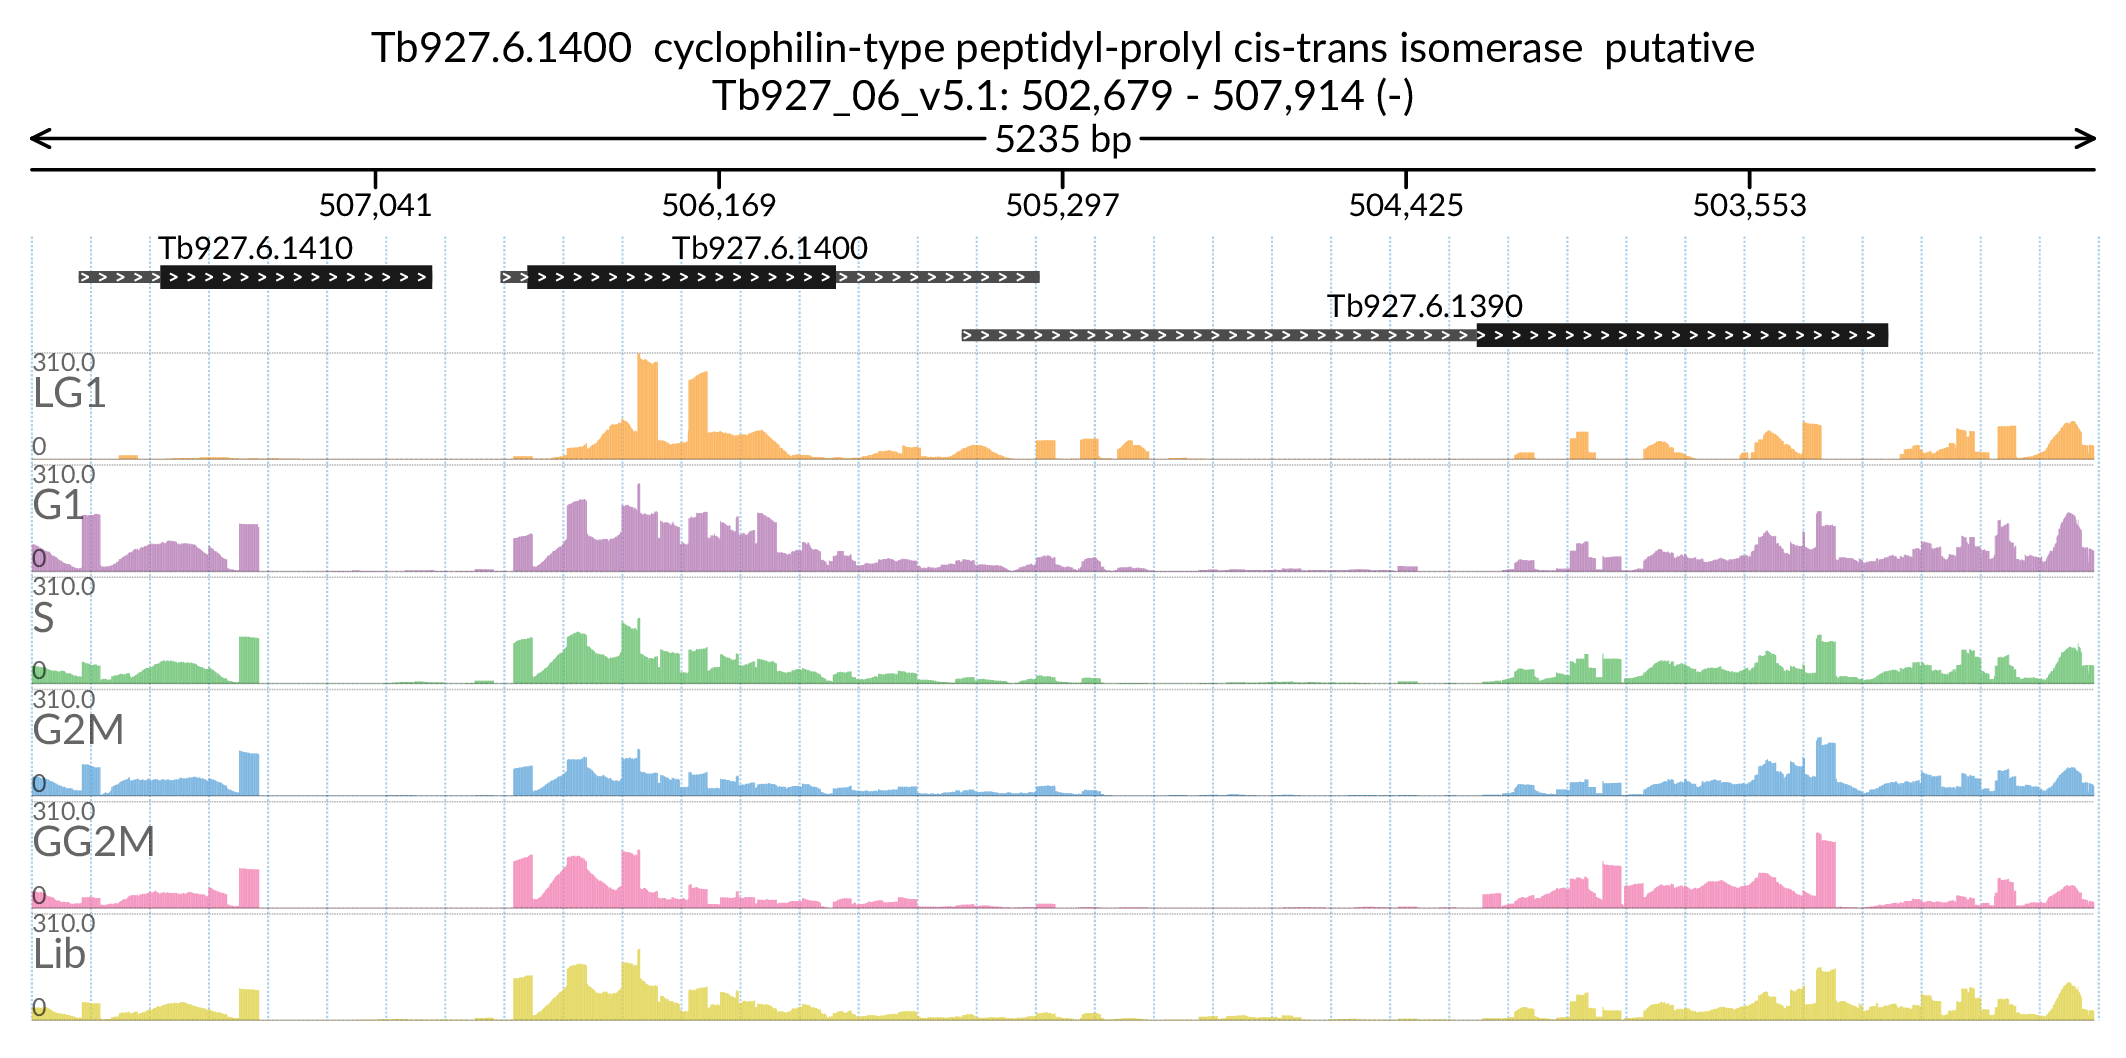 Tb927.6.1400 cyclophilin-type peptidyl-prolyl cis-trans isomerase putative
Tb927_06_v5.1: 502,679 - 507,914 (-)
5235 bp
507,041 506,169 505,297 504,425 503,553
Tb927.6.1410 Tb927.6.1400
Tb927.6.1390
310.0
LG1
0
310.0
G1
0
310.0
S
0
310.0
G2M
0
310.0
GG2M
0
310.0
Lib
0